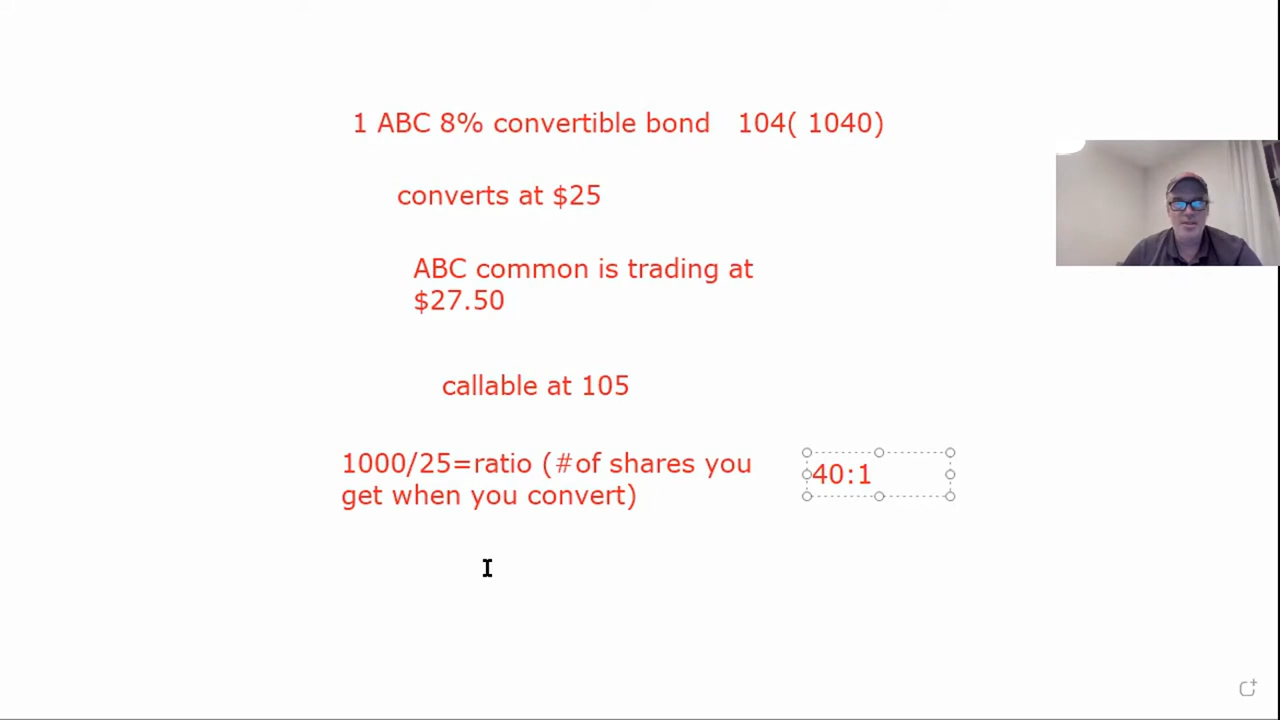 1 ABC 8% convertible bond 104( 1040)
converts at $25
ABC common is trading at
$27.50
callable at 105
1000/25=ratio (#of shares you
get when you convert)
40:1